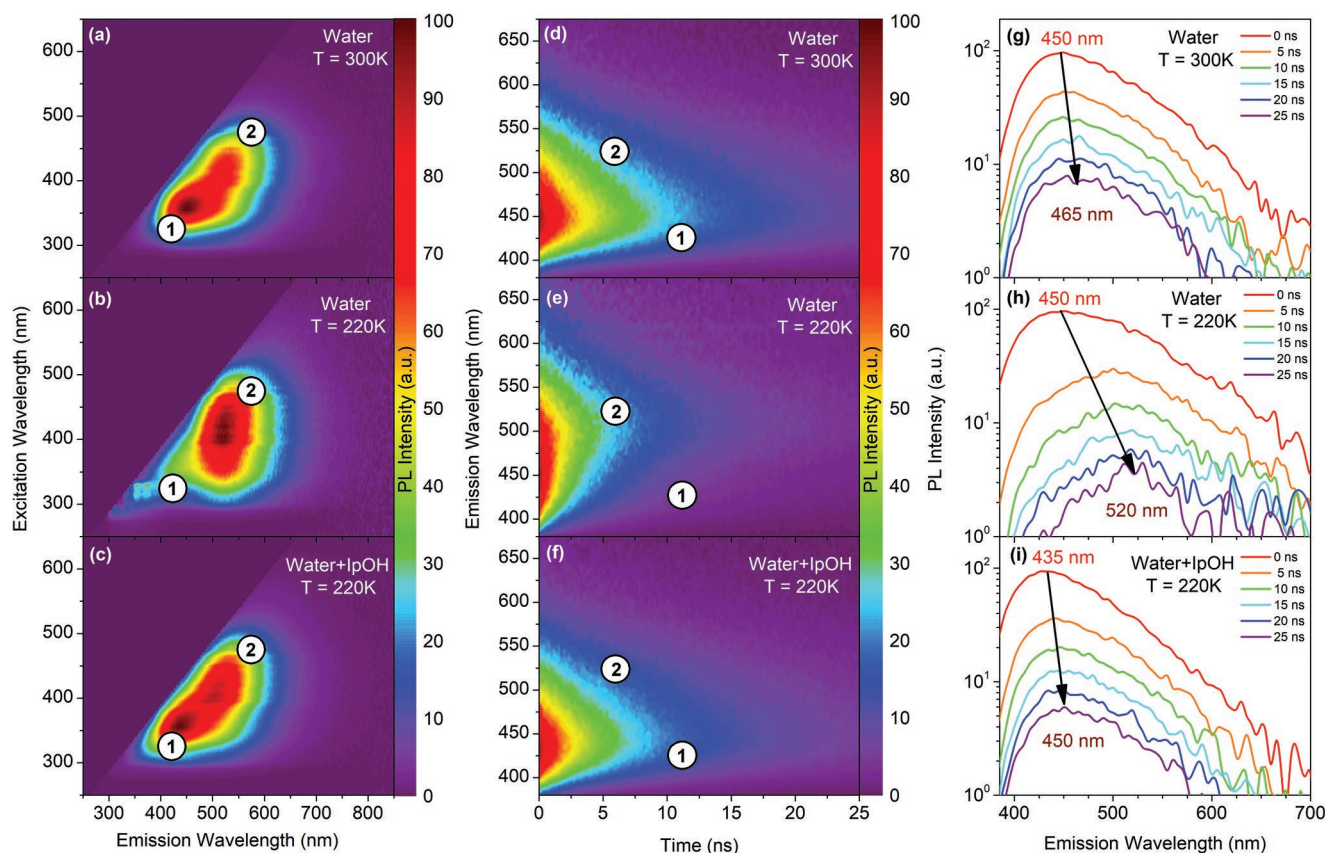 (a)
Water
T = 300K
600
500
400
300
2
1
(b)
Water
T = 220K
600
500
400
300
2
1
(c)
Water+IpOH
T = 220K
600
500
400
300
2
1
300
400
500
600
700
800
Excitation Wavelength (nm)
Emission Wavelength (nm)
100
90
80
70
60
50
40
30
20
10
0
PL Intensity (a.u.)
(d)
Water
T = 300K
650
600
550
500
450
400
2
1
(e)
Water
T = 220K
650
600
550
500
450
400
2
1
(f)
Water+IpOH
T = 220K
650
600
550
500
450
400
2
1
0
5
10
15
20
25
Emission Wavelength (nm)
Time (ns)
100
90
80
70
60
50
40
30
20
10
0
PL Intensity (a.u.)
(g)
450 nm
Water
T = 300K
0 ns
5 ns
10 ns
15 ns
20 ns
25 ns
465 nm
10²
10¹
10⁰
(h)
450 nm
Water
T = 220K
0 ns
5 ns
10 ns
15 ns
20 ns
25 ns
520 nm
10²
10¹
10⁰
(i)
435 nm
Water+IpOH
T = 220K
0 ns
5 ns
10 ns
15 ns
20 ns
25 ns
450 nm
10²
10¹
10⁰
400
500
600
700
PL Intensity (a.u.)
Emission Wavelength (nm)